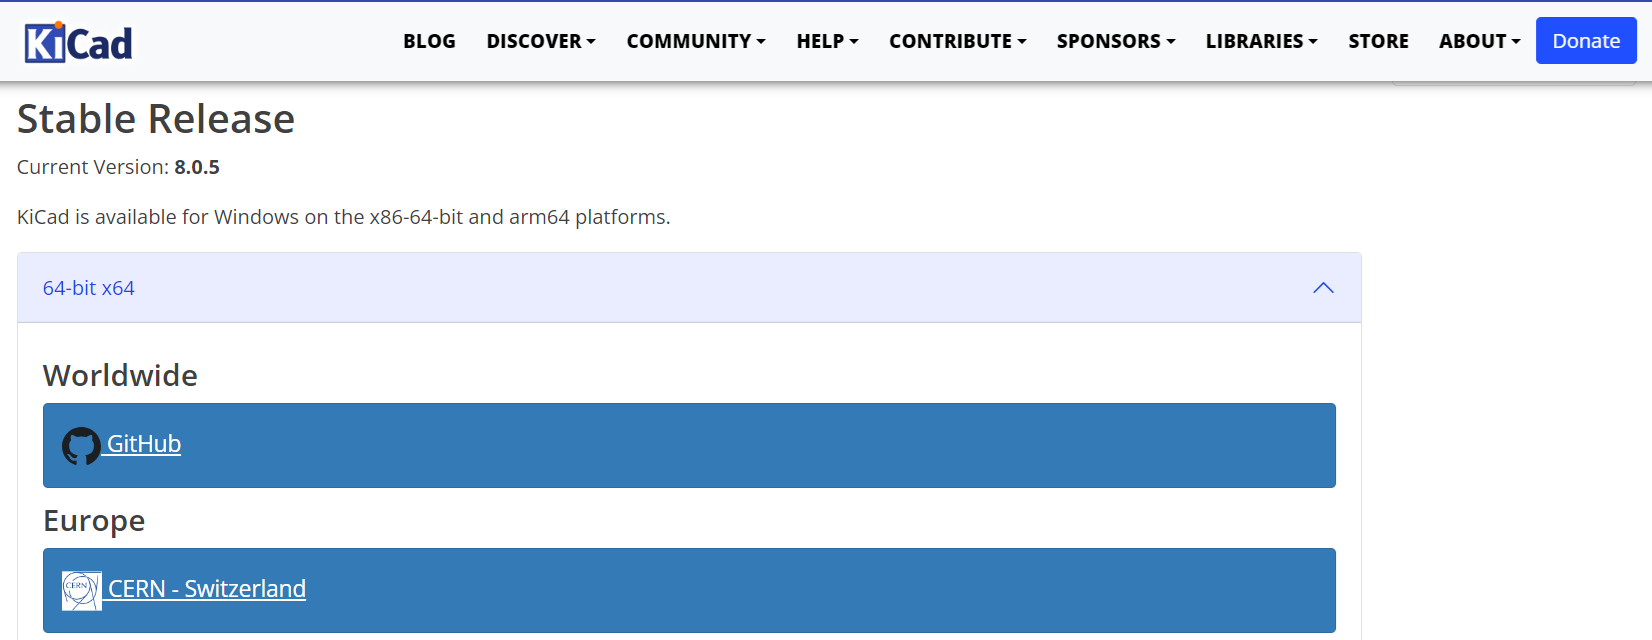 KiCad
BLOG DISCOVER COMMUNITY HELP CONTRIBUTE SPONSORS LIBRARIES STORE ABOUT Donate
Stable Release
Current Version: 8.0.5
KiCad is available for Windows on the x86-64-bit and arm64 platforms.
64-bit x64
Worldwide
GitHub
Europe
CERN
CERN - Switzerland